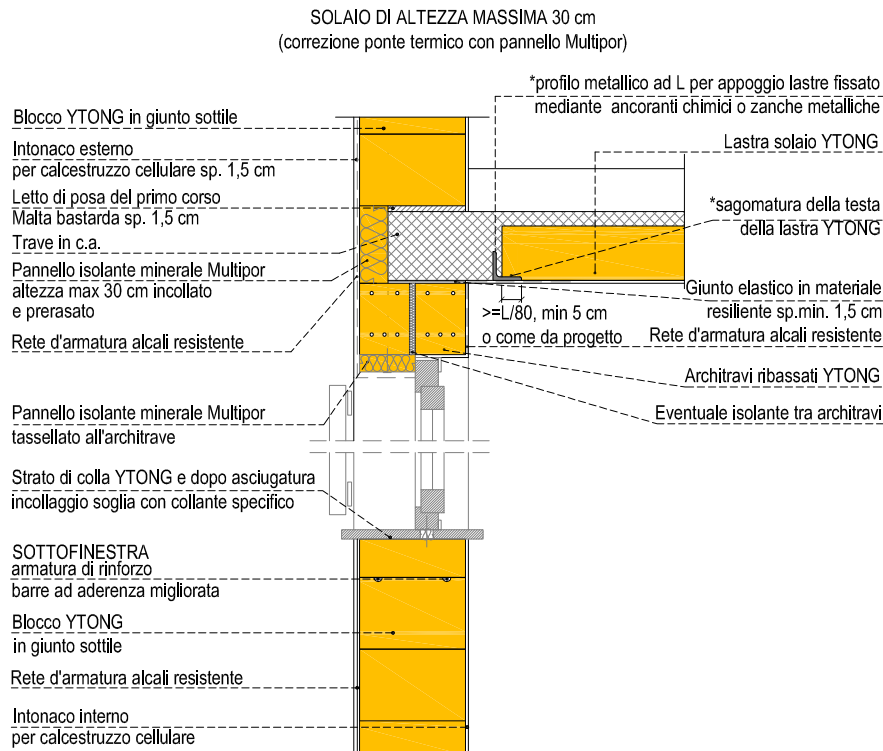 SOLAIO DI ALTEZZA MASSIMA 30 cm
(correzione ponte termico con pannello Multipor)
Blocco YTONG in giunto sottile
Intonaco esterno
per calcestruzzo cellulare sp. 1,5 cm
Letto di posa del primo corso
Malta bastarda sp. 1,5 cm
Trave in c.a.
Pannello isolante minerale Multipor
altezza max 30 cm incollato
e prerasato
Rete d'armatura alcali resistente
Pannello isolante minerale Multipor
tassellato all'architrave
Strato di colla YTONG e dopo asciugatura
incollaggio soglia con collante specifico
SOTTOFINESTRA
armatura di rinforzo
barre ad aderenza migliorata
Blocco YTONG
in giunto sottile
Rete d'armatura alcali resistente
Intonaco interno
per calcestruzzo cellulare
*profilo metallico ad L per appoggio lastre fissato
mediante ancoranti chimici o zanche metalliche
Lastra solaio YTONG
*sagomatura della testa
della lastra YTONG
Giunto elastico in materiale
resiliente sp.min. 1,5 cm
>=L/80, min 5 cm
o come da progetto
Rete d'armatura alcali resistente
Architravi ribassati YTONG
Eventuale isolante tra architravi